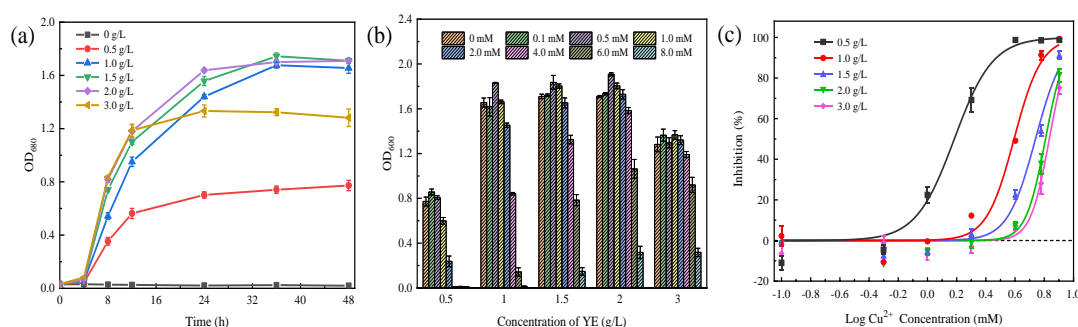 (a)
0 g/L
0.5 g/L
1.0 g/L
1.5 g/L
2.0 g/L
3.0 g/L
OD680
2.0
1.6
1.2
0.8
0.4
0.0
0 8 16 24 32 40 48
Time (h)
(b)
0 mM 0.1 mM 0.5 mM 1.0 mM
2.0 mM 4.0 mM 6.0 mM 8.0 mM
OD600
2.4
2.0
1.6
1.2
0.8
0.4
0.0
0.5 1 1.5 2 3
Concentration of YE (g/L)
(c)
0.5 g/L
1.0 g/L
1.5 g/L
2.0 g/L
3.0 g/L
Inhibition (%)
100
80
60
40
20
0
-20
-1.0 -0.8 -0.6 -0.4 -0.2 0.0 0.2 0.4 0.6 0.8 1.0
Log Cu²⁺ Concentration (mM)